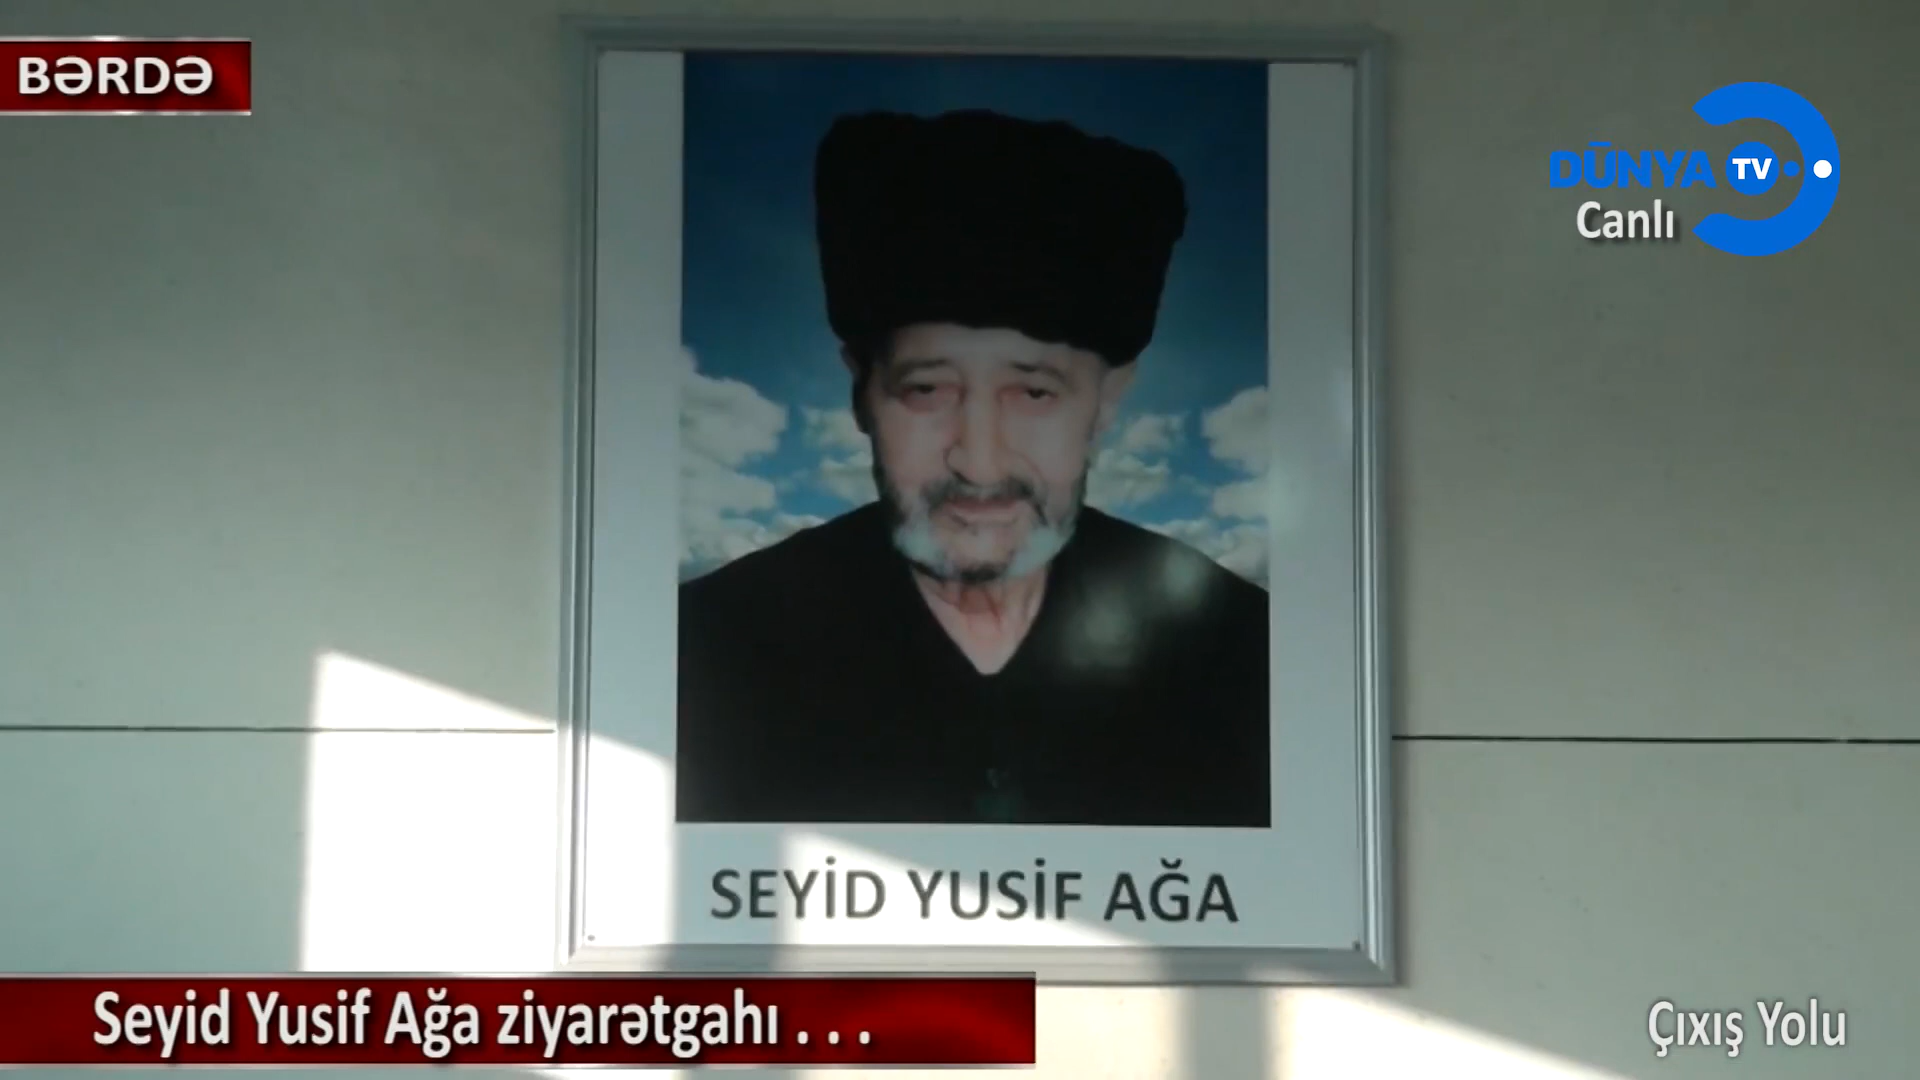 BƏRDƏ
DÜNYA TV
Canlı
SEYİD YUSİF AĞA
Seyid Yusif Ağa ziyarətgahı . . .
Çıxış Yolu